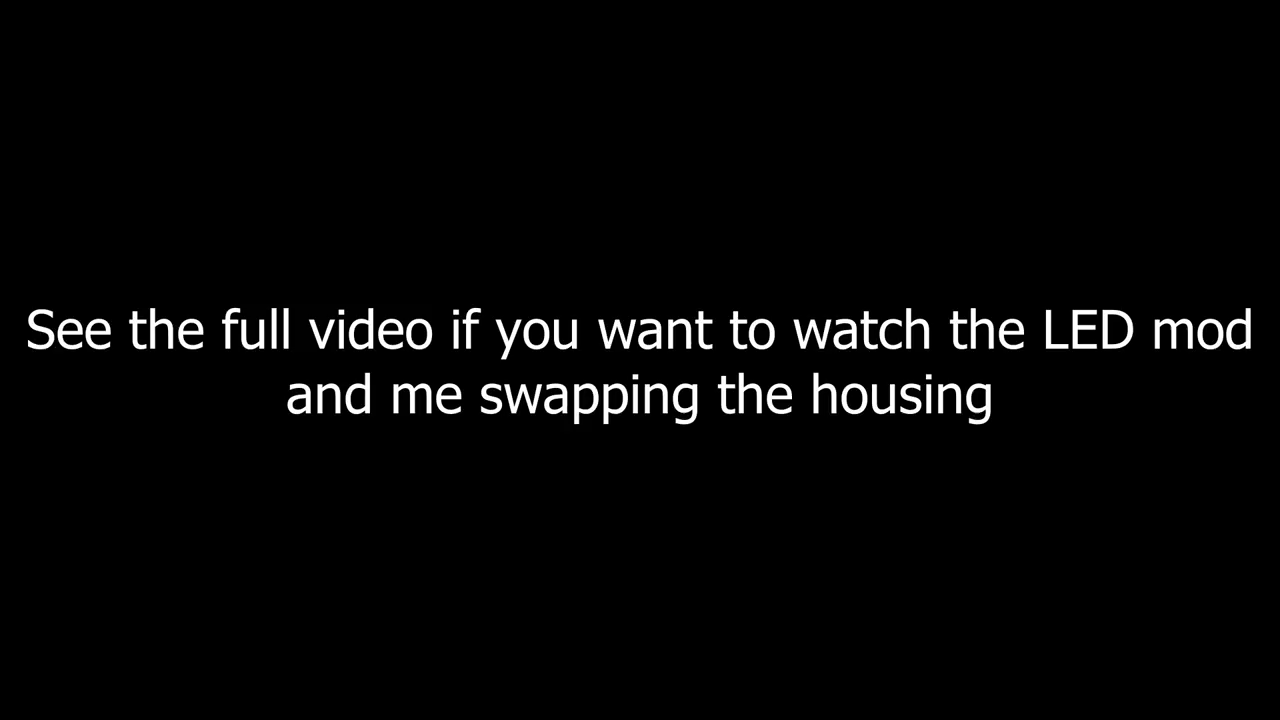 See the full video if you want to watch the LED mod
and me swapping the housing